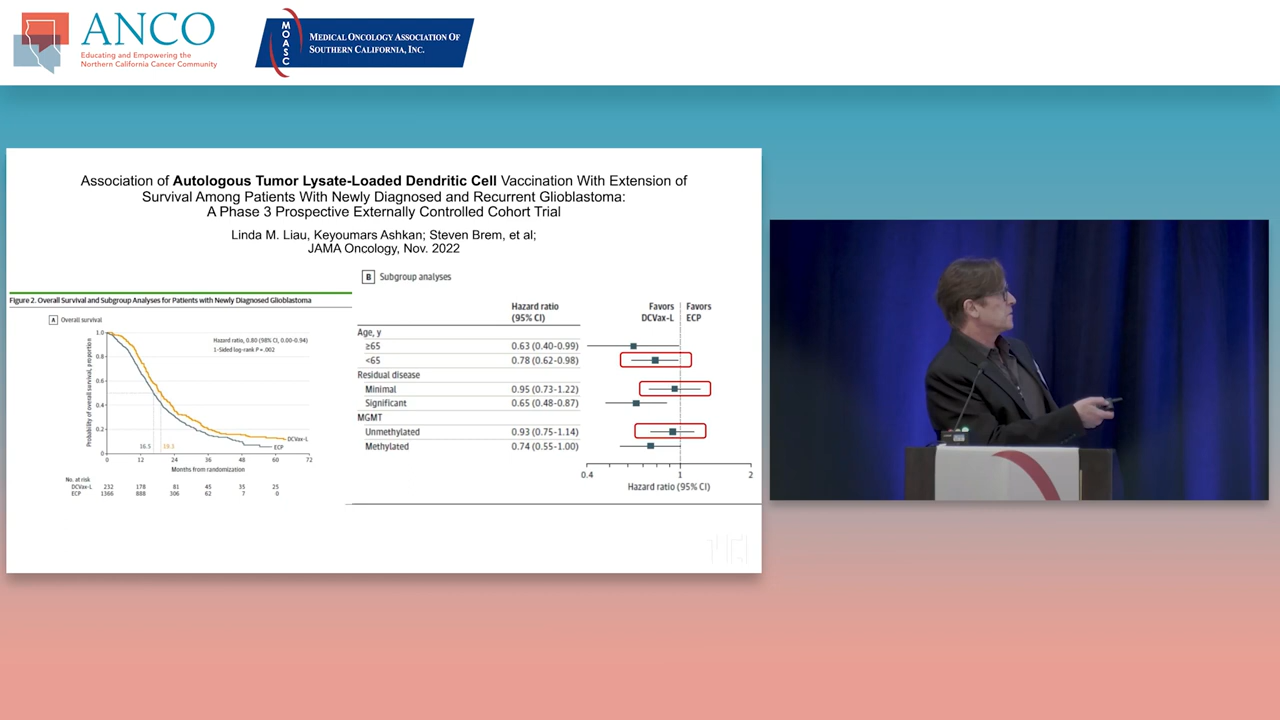 ANCO
Educating and Empowering the
Northern California Cancer Community
MOASC
MEDICAL ONCOLOGY ASSOCIATION OF
SOUTHERN CALIFORNIA, INC.
Association of Autologous Tumor Lysate-Loaded Dendritic Cell Vaccination With Extension of
Survival Among Patients With Newly Diagnosed and Recurrent Glioblastoma:
A Phase 3 Prospective Externally Controlled Cohort Trial
Linda M. Liau, Keyoumars Ashkan; Steven Brem, et al;
JAMA Oncology, Nov. 2022
Figure 2. Overall Survival and Subgroup Analyses for Patients with Newly Diagnosed Glioblastoma
A Overall survival
Hazard ratio, 0.80 (98% CI, 0.00-0.94)
1-Sided log-rank P = .002
Probability of overall survival, proportion
1.0
0.8
0.6
0.4
0.2
0
16.5 19.3
DCVax-L
ECP
0 12 24 36 48 60 72
Months from randomization
No. at risk
DCVax-L 232 178 81 45 35 25
ECP 1366 888 306 62 7 0
B Subgroup analyses
Hazard ratio
(95% CI)
Favors
DCVax-L
Favors
ECP
Age, y
≥65 0.63 (0.40-0.99)
<65 0.78 (0.62-0.98)
Residual disease
Minimal 0.95 (0.73-1.22)
Significant 0.65 (0.48-0.87)
MGMT
Unmethylated 0.93 (0.75-1.14)
Methylated 0.74 (0.55-1.00)
0.4 1 2
Hazard ratio (95% CI)